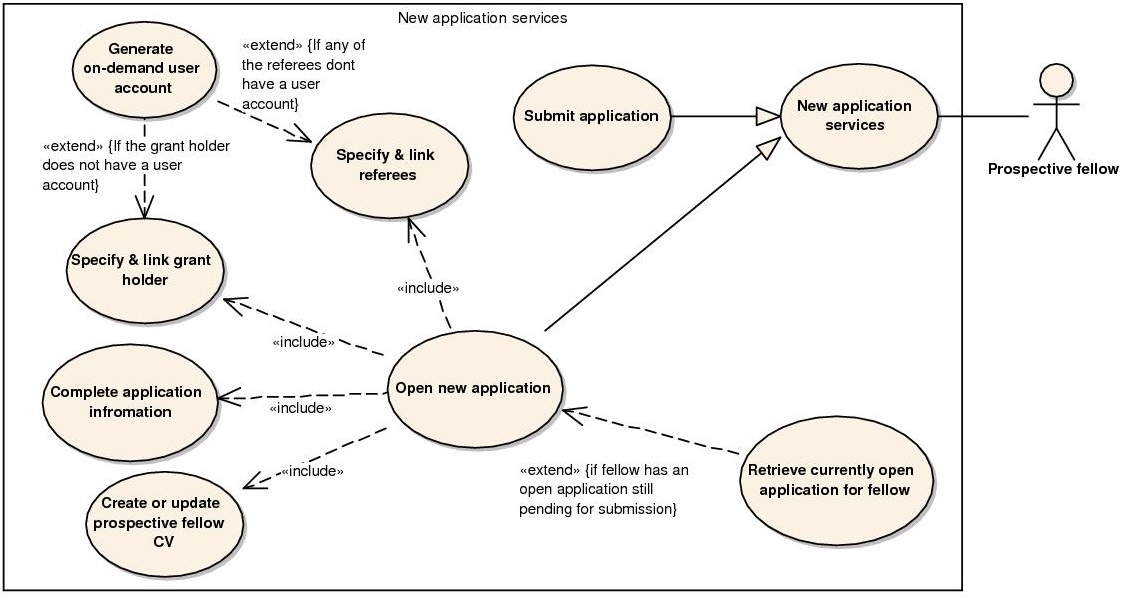 New application services
Generate
on-demand user
account
«extend» {If any of
the referees dont
have a user
account}
Submit application
New application
services
Prospective fellow
«extend» {If the grant holder
does not have a user
account}
Specify & link
referees
Specify & link grant
holder
«include»
«include»
Complete application
infromation
«include»
Open new application
«include»
Create or update
prospective fellow
CV
«extend» {if fellow has an
open application still
pending for submission}
Retrieve currently open
application for fellow